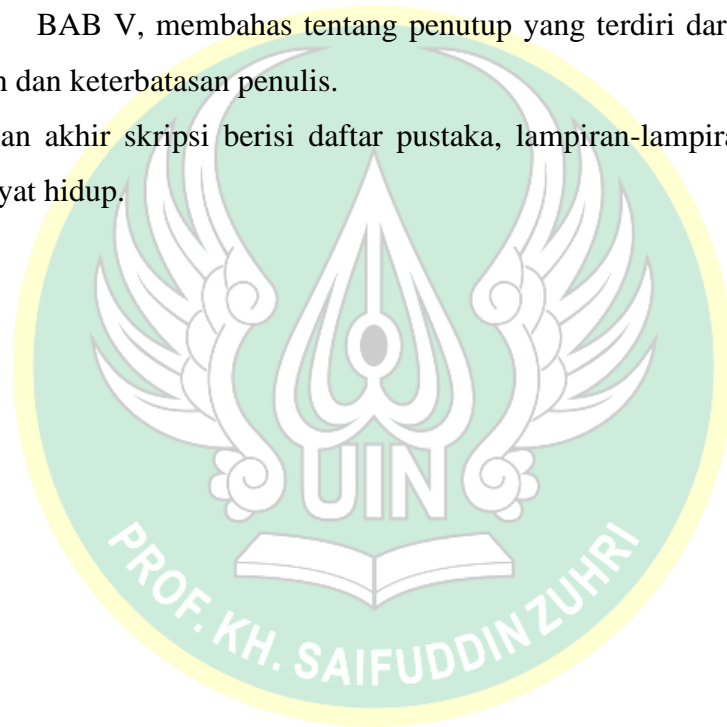 BAB V, membahas tentang penutup yang terdiri dar
n dan keterbatasan penulis.
an akhir skripsi berisi daftar pustaka, lampiran-lampira
yat hidup.
UIN
PROF. KH. SAIFUDDIN ZUHRI